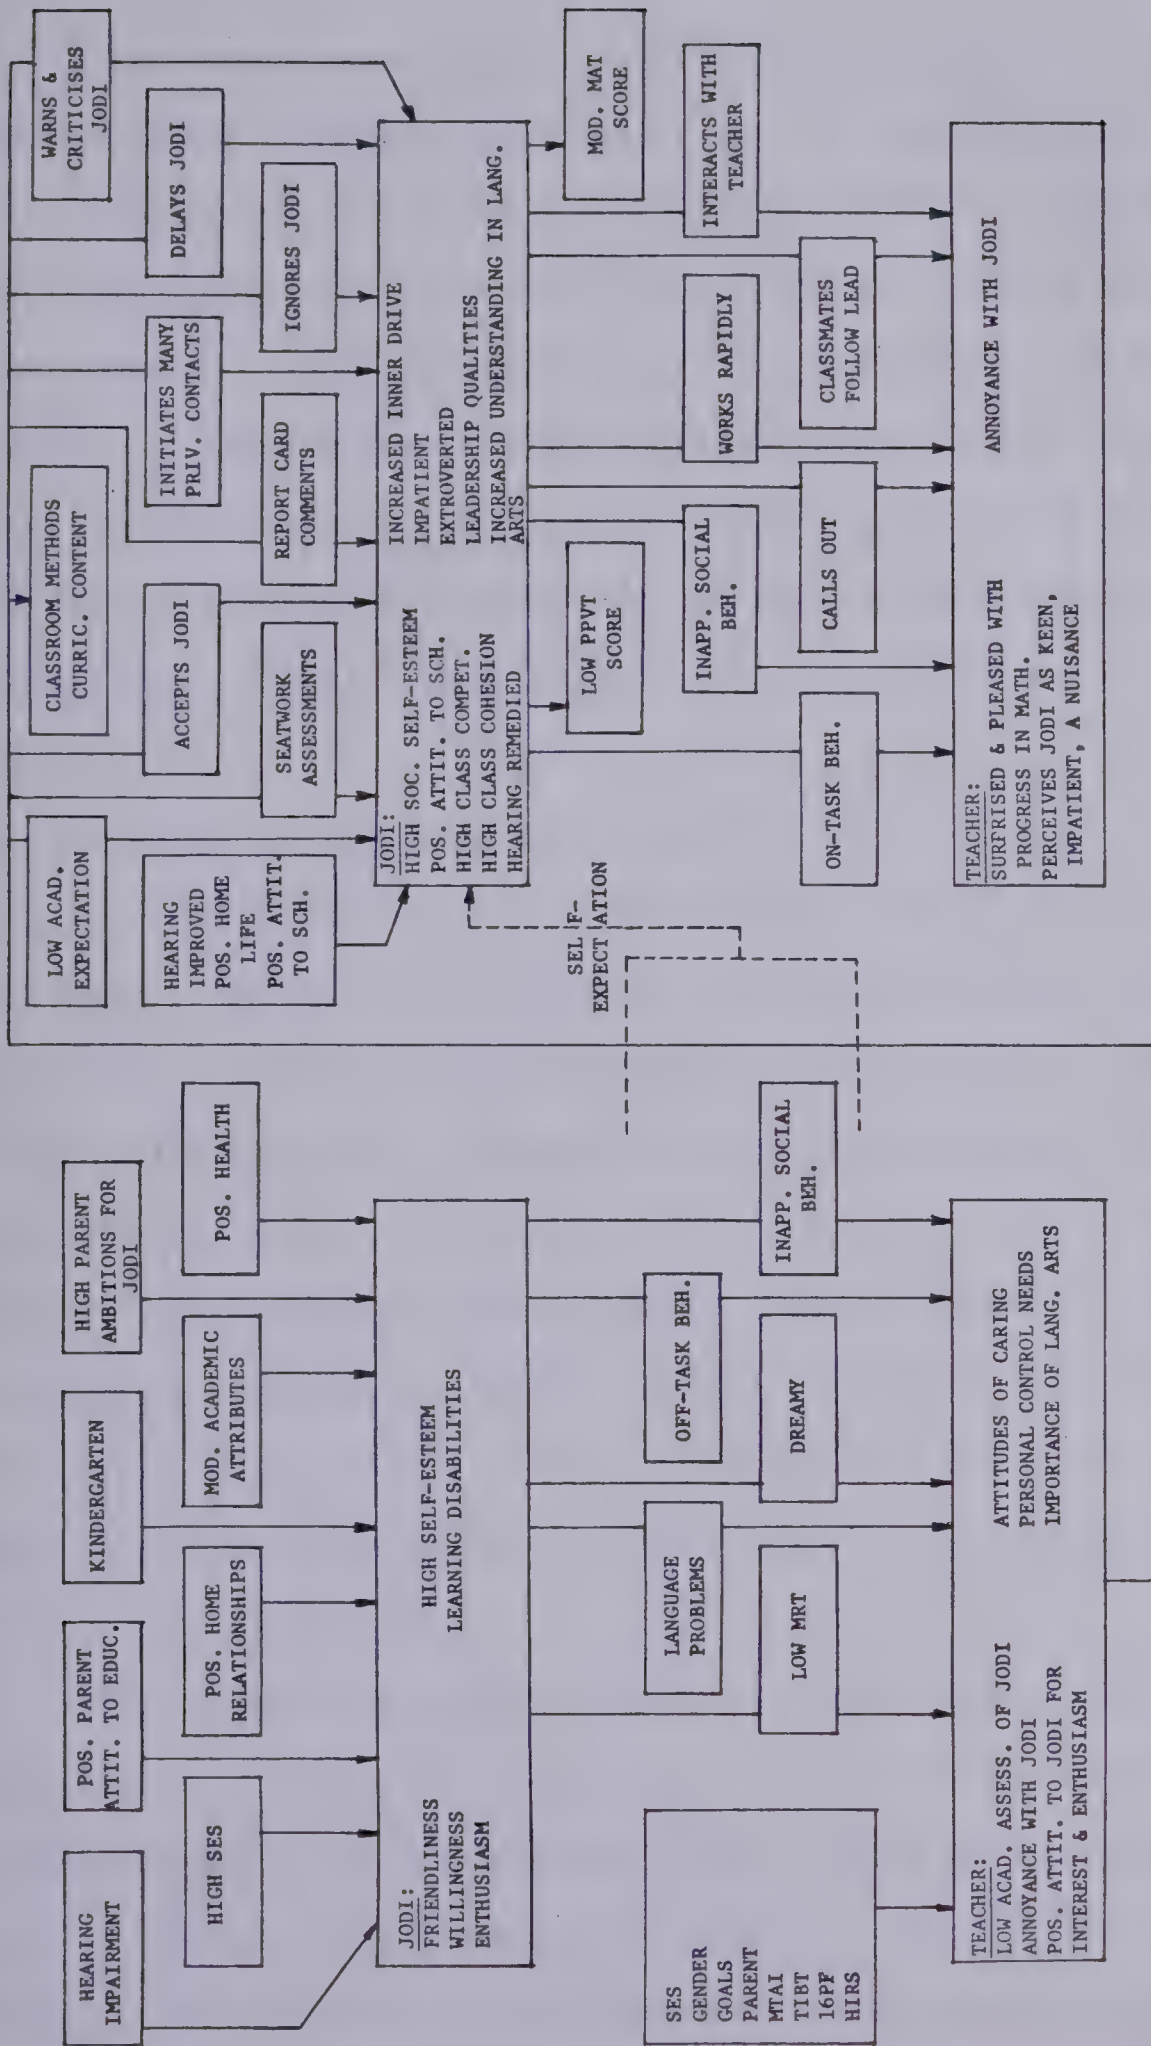 HEARING
IMPAIRMENT
HIGH SES
POS. PARENT
ATTIT. TO EDUC.
POS. HOME
RELATIONSHIPS
KINDERGARTEN
MOD. ACADEMIC
ATTRIBUTES
HIGH PARENT
AMBITIONS FOR
JODI
POS. HEALTH
JODI:
FRIENDLINESS
WILLINGNESS
ENTHUSIASM
HIGH SELF-ESTEEM
LEARNING DISABILITIES
SES
GENDER
GOALS
PARENT
MTAI
TIBT
16PF
HIRS
LANGUAGE
PROBLEMS
LOW MRT
OFF-TASK BEH.
DREAMY
INAPP. SOCIAL
BEH.
TEACHER:
LOW ACAD. ASSESS. OF JODI
ANNOYANCE WITH JODI
POS. ATTIT. TO JODI FOR
INTEREST & ENTHUSIASM
ATTITUDES OF CARING
PERSONAL CONTROL NEEDS
IMPORTANCE OF LANG. ARTS
SELF-
EXPECTATION
LOW ACAD.
EXPECTATION
HEARING
IMPROVED
POS. HOME
LIFE
POS. ATTIT.
TO SCH.
CLASSROOM METHODS
CURRIC. CONTENT
ACCEPTS JODI
SEATWORK
ASSESSMENTS
INITIATES MANY
PRIV. CONTACTS
REPORT CARD
COMMENTS
WARNS &
CRITICISES
JODI
DELAYS JODI
IGNORES JODI
JODI:
HIGH SOC. SELF-ESTEEM
POS. ATTIT. TO SCH.
HIGH CLASS COMPET.
HIGH CLASS COHESION
HEARING REMEDIED
INCREASED INNER DRIVE
IMPATIENT
EXTROVERTED
LEADERSHIP QUALITIES
INCREASED UNDERSTANDING IN LANG.
ARTS
LOW PPVT
SCORE
MOD. MAT
SCORE
INAPP. SOCIAL
BEH.
WORKS RAPIDLY
INTERACTS WITH
TEACHER
ON-TASK BEH.
CALLS OUT
CLASSMATES
FOLLOW LEAD
TEACHER:
SURPRISED & PLEASED WITH
PROGRESS IN MATH.
PERCEIVES JODI AS KEEN,
IMPATIENT, A NUISANCE
ANNOYANCE WITH JODI